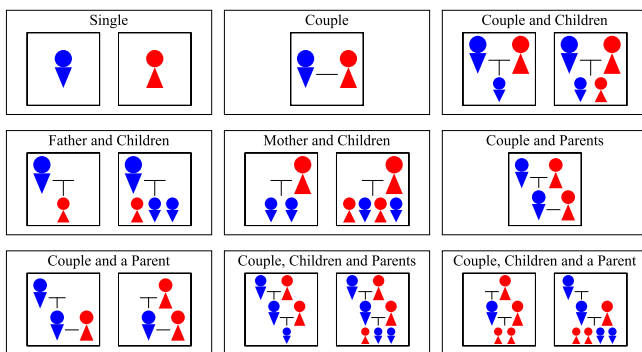 Single
Couple
Couple and Children
Father and Children
Mother and Children
Couple and Parents
Couple and a Parent
Couple, Children and Parents
Couple, Children and a Parent